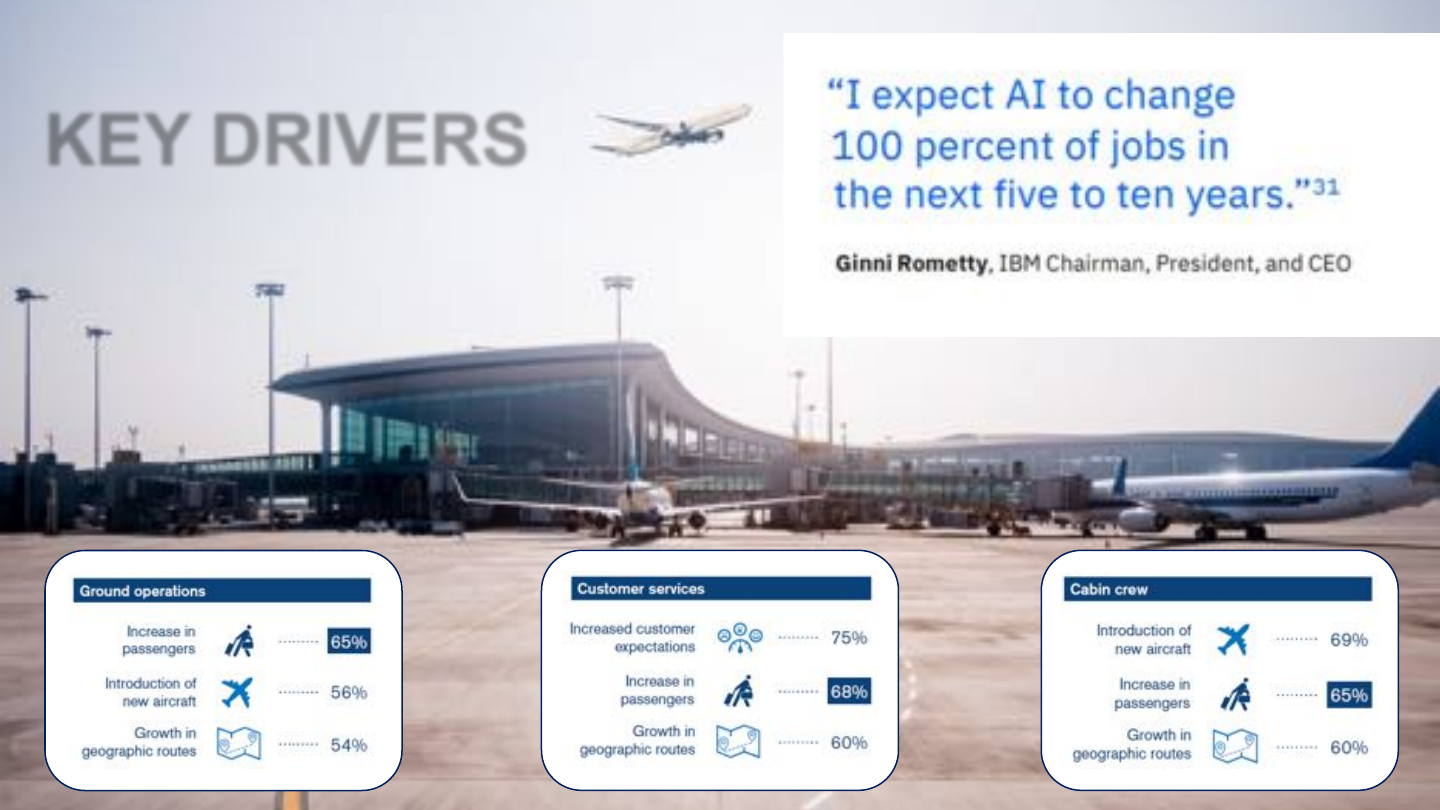 KEY DRIVERS
“I expect AI to change
100 percent of jobs in
the next five to ten years.”31
Ginni Rometty, IBM Chairman, President, and CEO
Ground operations
Increase in
passengers
65%
Introduction of
new aircraft
56%
Growth in
geographic routes
54%
Customer services
Increased customer
expectations
75%
Increase in
passengers
68%
Growth in
geographic routes
60%
Cabin crew
Introduction of
new aircraft
69%
Increase in
passengers
65%
Growth in
geographic routes
60%